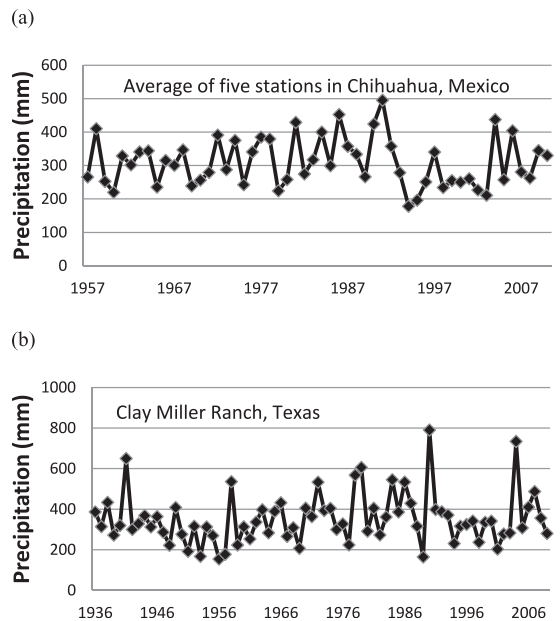 (a)
600
500
400
300
200
100
0
Precipitation (mm)
Average of five stations in Chihuahua, Mexico
1957 1967 1977 1987 1997 2007
(b)
1000
800
600
400
200
0
Precipitation (mm)
Clay Miller Ranch, Texas
1936 1946 1956 1966 1976 1986 1996 2006